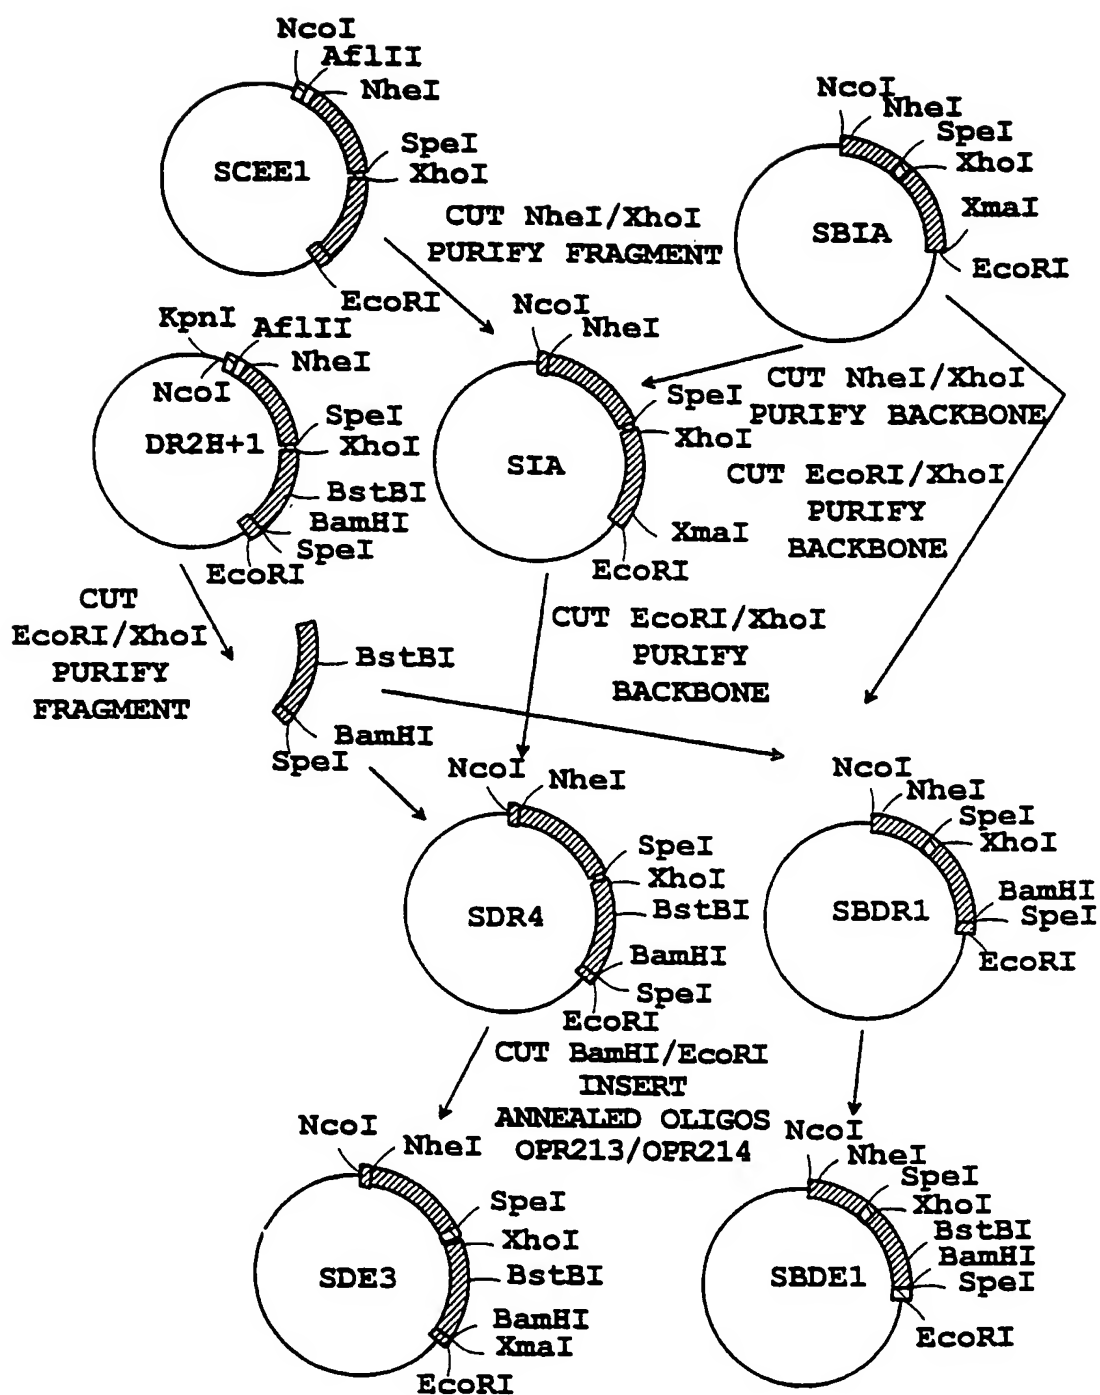 NcoI
AflII
NheI
SpeI
XhoI
SCEE1
EcoRI
NcoI
NheI
SpeI
XhoI
XmaI
SBIA
EcoRI
CUT NheI/XhoI
PURIFY FRAGMENT
KpnI
AflII
NheI
NcoI
SpeI
XhoI
DR2H+1
BstBI
BamHI
SpeI
EcoRI
NcoI
NheI
SpeI
XhoI
SIA
XmaI
EcoRI
CUT NheI/XhoI
PURIFY BACKBONE
CUT EcoRI/XhoI
PURIFY
BACKBONE
CUT
EcoRI/XhoI
PURIFY
FRAGMENT
CUT EcoRI/XhoI
PURIFY
BACKBONE
BstBI
BamHI
SpeI
NcoI
NheI
SpeI
XhoI
BstBI
SDR4
BamHI
SpeI
EcoRI
NcoI
NheI
SpeI
XhoI
SBDR1
BamHI
SpeI
EcoRI
CUT BamHI/EcoRI
INSERT
ANNEALED OLIGOS
OPR213/OPR214
NcoI
NheI
SpeI
XhoI
SDE3
BstBI
BamHI
XmaI
EcoRI
NcoI
NheI
SpeI
XhoI
BstBI
SBDE1
BamHI
SpeI
EcoRI